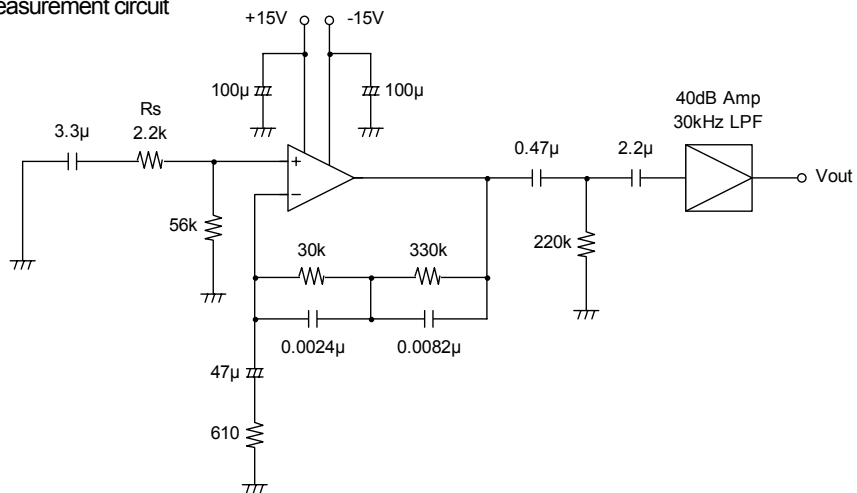 easurement circuit
+15V
-15V
100µ
100µ
Rs
2.2k
3.3µ
40dB Amp
30kHz LPF
0.47µ
2.2µ
+
−
Vout
56k
220k
30k
330k
0.0024µ
0.0082µ
47µ
610